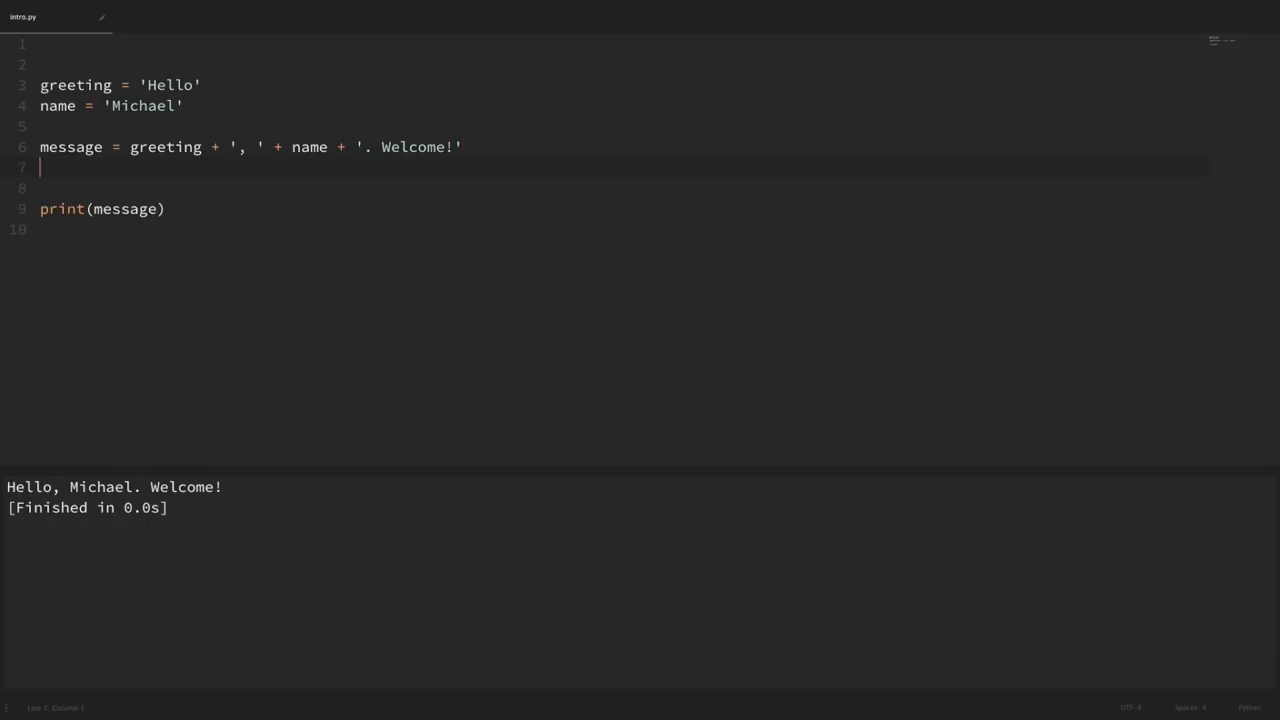 intro.py
1
2
3 greeting = 'Hello'
4 name = 'Michael'
5
6 message = greeting + ', ' + name + '. Welcome!'
7
8
9 print(message)
10
Hello, Michael. Welcome!
[Finished in 0.0s]
Line 7, Column 1 UTF-8 Spaces: 4 Python